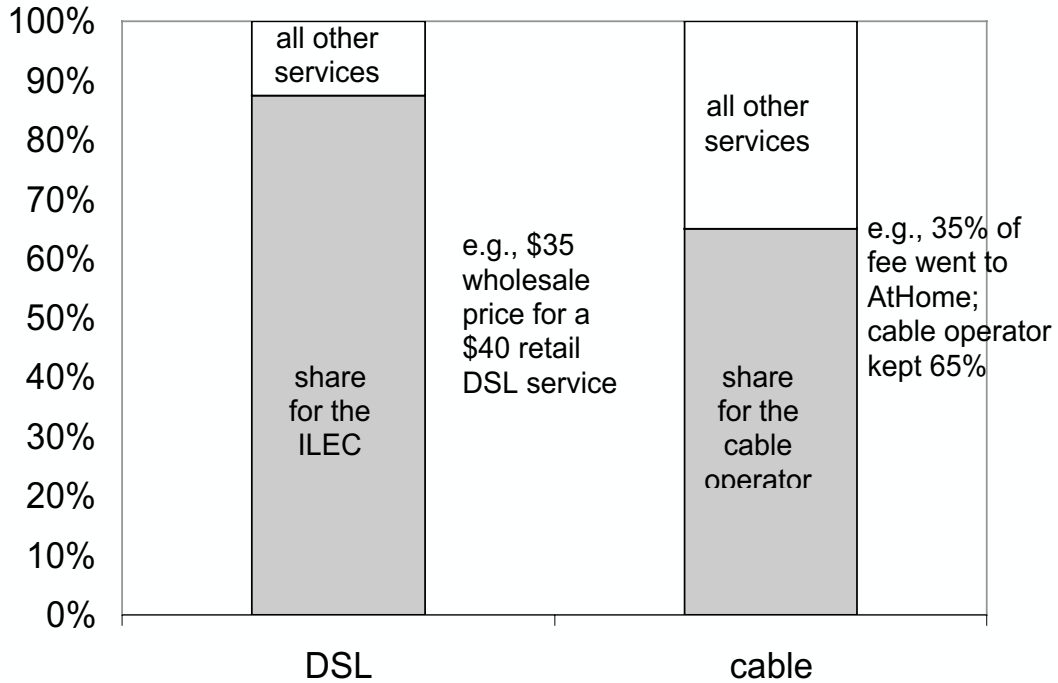 100%
90%
80%
70%
60%
50%
40%
30%
20%
10%
0%
all other
services
share
for the
ILEC
e.g., $35
wholesale
price for a
$40 retail
DSL service
all other
services
share
for the
cable
operator
e.g., 35% of
fee went to
AtHome;
cable operator
kept 65%
DSL
cable